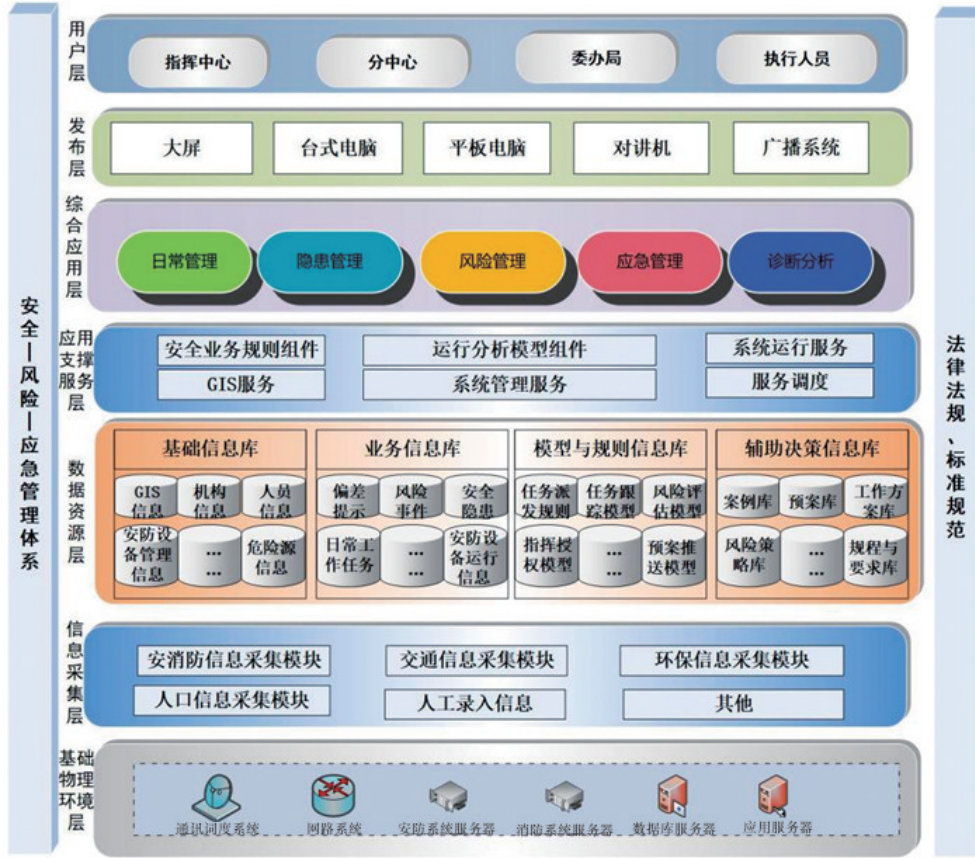 安全—风险—应急管理体系
法律法规、标准规范
用户层
指挥中心
分中心
委办局
执行人员
发布层
大屏
台式电脑
平板电脑
对讲机
广播系统
综合应用层
日常管理
隐患管理
风险管理
应急管理
诊断分析
应用支撑服务层
安全业务规则组件
运行分析模型组件
系统运行服务
GIS服务
系统管理服务
服务调度
数据资源层
基础信息库
业务信息库
模型与规则信息库
辅助决策信息库
GIS
信息
机构
信息
人员
信息
安防设
备管理
信息
...
...
危险源
信息
偏差
提示
风险
事件
安全
隐患
日常工
作任务
...
...
安防设
备运行
信息
任务派
发规则
任务跟
踪模型
风险评
估模型
指挥授
权模型
...
...
预案推
送模型
案例库
预案库
工作方
案库
风险策
略库
...
...
规程与
要求库
信息采集层
安消防信息采集模块
交通信息采集模块
环保信息采集模块
人口信息采集模块
人工录入信息
其他
基础
物理
环境
层
通讯词度系统
网路系统
安防系统服务器
消防系统服务器
数据库服务器
应用服务器